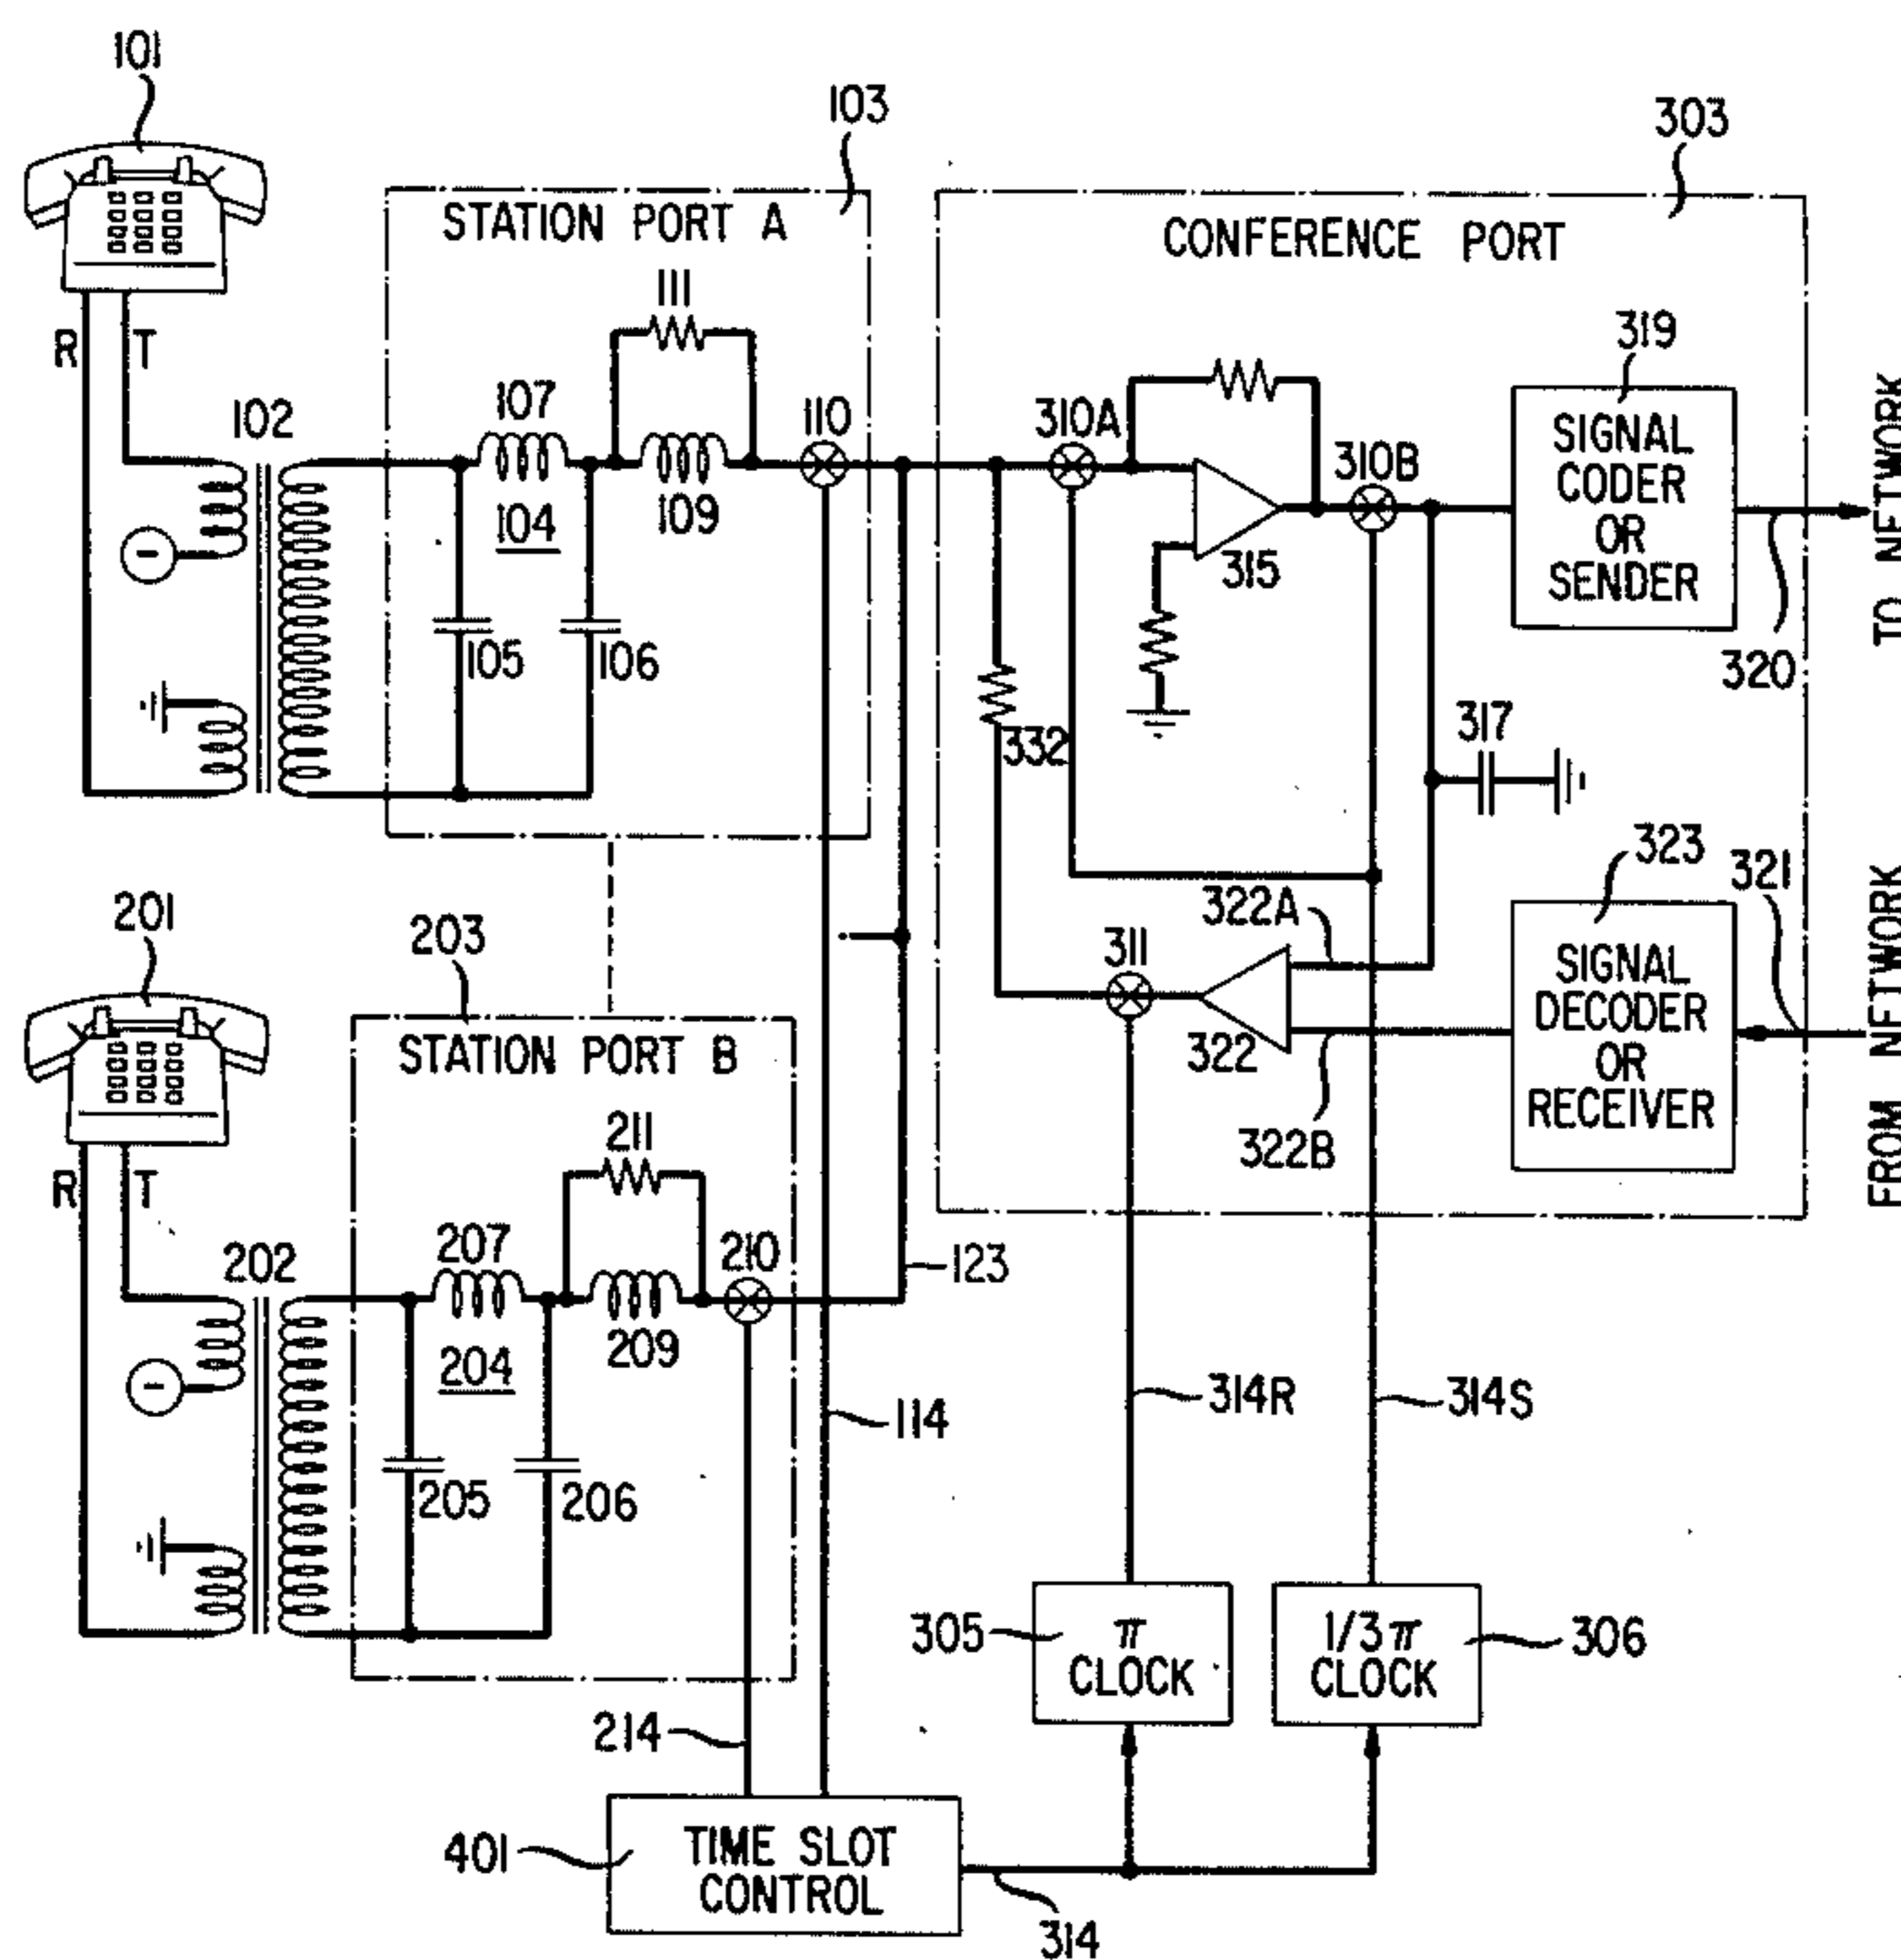 101
103
303
STATION PORT A
CONFERENCE PORT
111
319
R T
107
110
310A
310B
SIGNAL
CODER
OR
SENDER
TO NETWORK
102
104
109
315
105
106
320
332
317
323
321
201
203
322A
311
SIGNAL
DECODER
OR
RECEIVER
FROM NETWORK
STATION PORT B
322
322B
211
R T
207
210
202
123
209
204
114
314R
314S
205
206
305
π
CLOCK
1/3 π
CLOCK
306
214
401
TIME SLOT
CONTROL
314